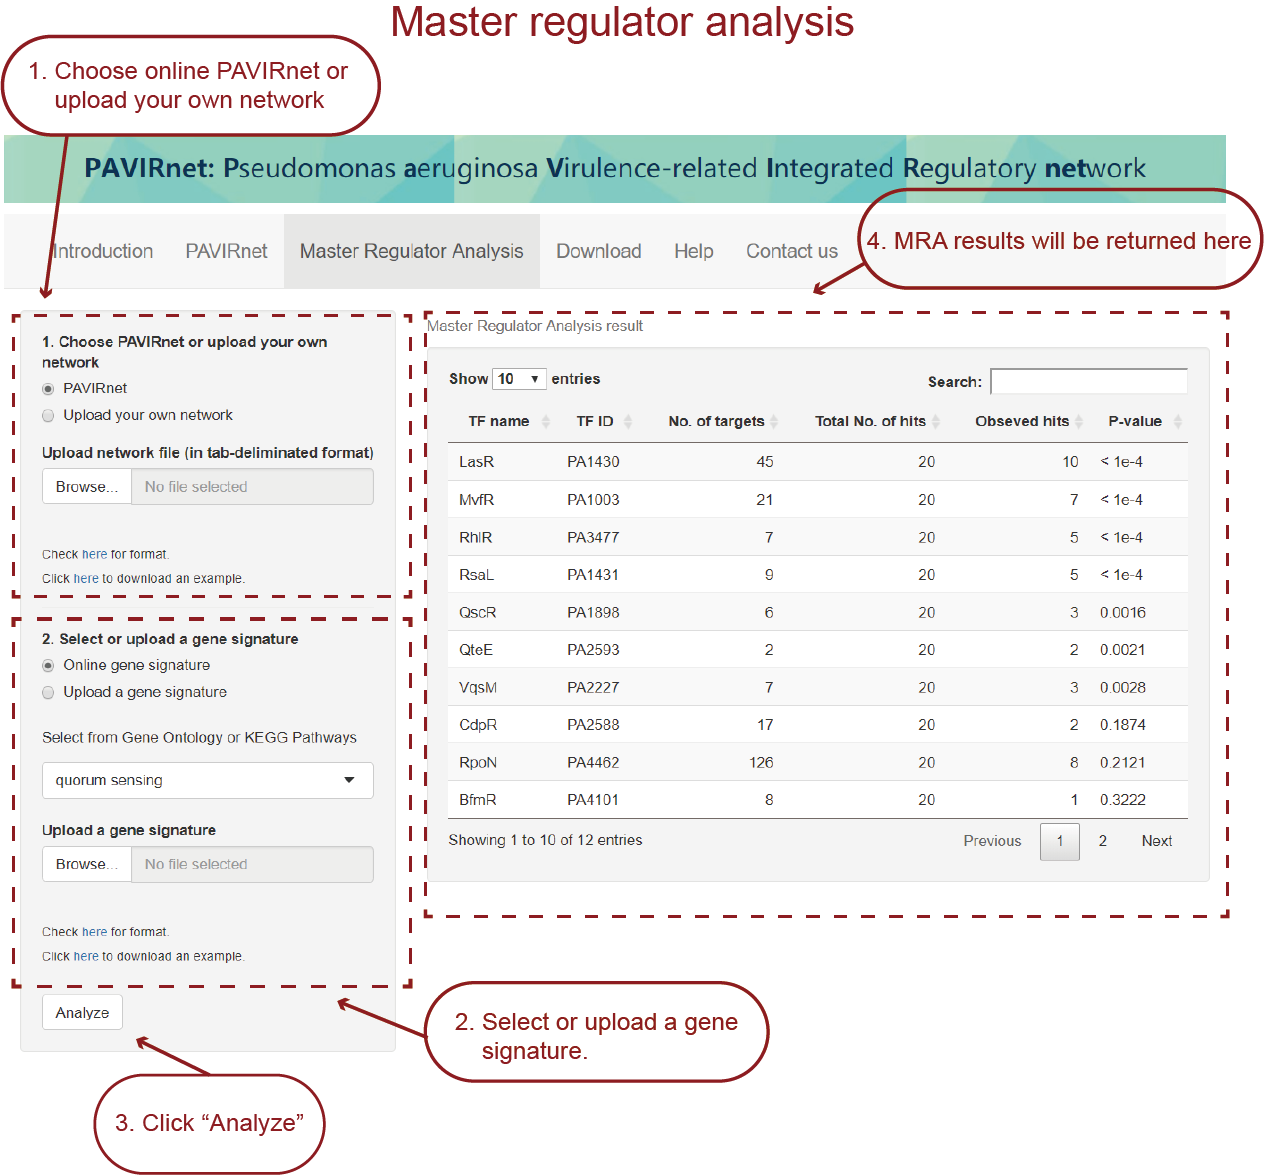 Master regulator analysis
1. Choose online PAVIRnet or
upload your own network
PAVIRnet: Pseudomonas aeruginosa Virulence-related Integrated Regulatory network
Introduction PAVIRnet Master Regulator Analysis Download Help Contact us
4. MRA results will be returned here
1. Choose PAVIRnet or upload your own
network
PAVIRnet
Upload your own network
Upload network file (in tab-deliminated format)
Browse... No file selected
Check here for format.
Click here to download an example.
2. Select or upload a gene signature
Online gene signature
Upload a gene signature
Select from Gene Ontology or KEGG Pathways
quorum sensing
Upload a gene signature
Browse... No file selected
Check here for format.
Click here to download an example.
Analyze
Master Regulator Analysis result
Show 10 entries Search:
TF name TF ID No. of targets Total No. of hits Obseved hits P-value
LasR PA1430 45 20 10 < 1e-4
MvfR PA1003 21 20 7 < 1e-4
RhlR PA3477 7 20 5 < 1e-4
RsaL PA1431 9 20 5 < 1e-4
QscR PA1898 6 20 3 0.0016
QteE PA2593 2 20 2 0.0021
VqsM PA2227 7 20 3 0.0028
CdpR PA2588 17 20 2 0.1874
RpoN PA4462 126 20 8 0.2121
BfmR PA4101 8 20 1 0.3222
Showing 1 to 10 of 12 entries Previous 1 2 Next
2. Select or upload a gene
signature.
3. Click “Analyze”